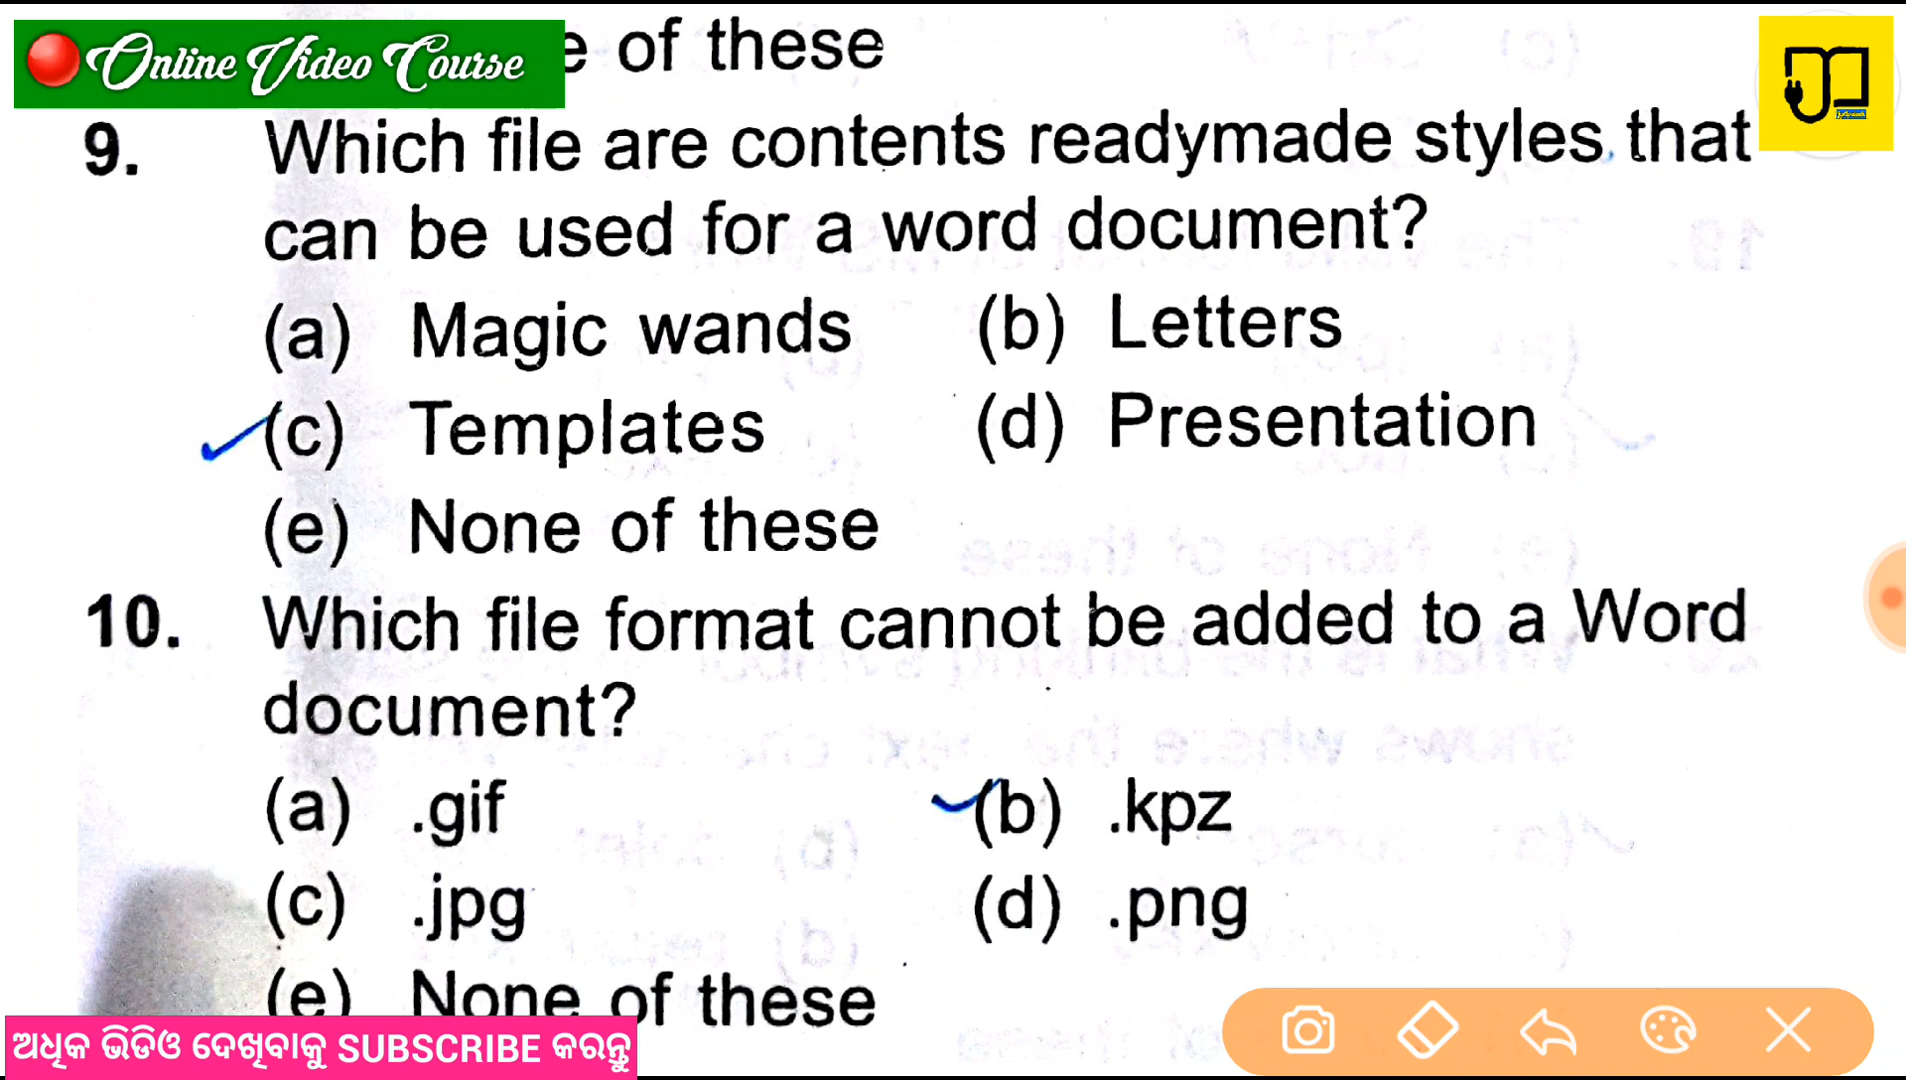 Online Video Course
e of these
9. Which file are contents readymade styles that
can be used for a word document?
(a) Magic wands (b) Letters
(c) Templates (d) Presentation
(e) None of these
10. Which file format cannot be added to a Word
document?
(a) .gif (b) .kpz
(c) .jpg (d) .png
(e) None of these
ଅଧିକ ଭିଡିଓ ଦେଖିବାକୁ SUBSCRIBE କରନ୍ତୁ